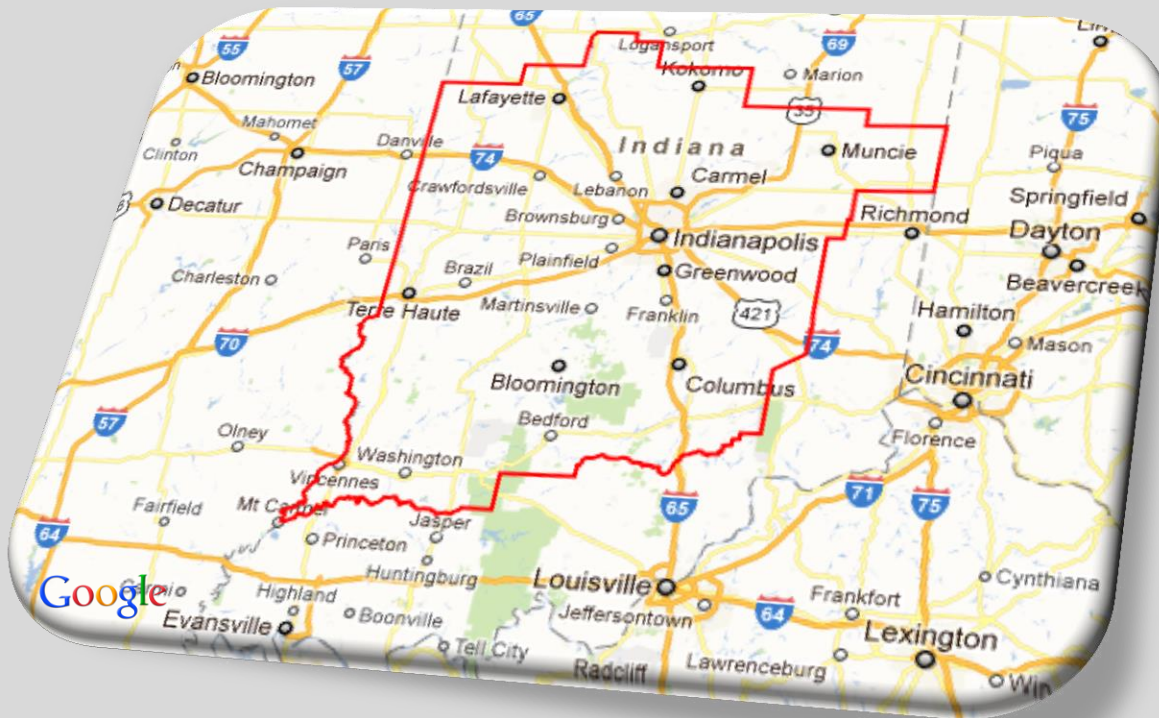 65
Lin
Logansport
55
69
57
Bloomington
Kokomo
Marion
Lafayette
35
75
Mahomet
Indiana
Clinton
Danville
74
Muncie
Piqua
Champaign
Crawfordsville
Lebanon
Carmel
Springfield
Decatur
Brownsburg
Richmond
Dayton
Indianapolis
Paris
Plainfield
Beavercreek
Charleston
Brazil
Greenwood
Terre Haute
Martinsville
Franklin
421
Hamilton
70
74
Mason
Bloomington
Columbus
Cincinnati
57
Bedford
Olney
Florence
Washington
Vincennes
Fairfield
Mt Carmel
65
71
75
64
Jasper
Princeton
Huntingburg
Louisville
Cynthiana
Google
Highland
Boonville
Jeffersontown
64
Frankfort
Evansville
Lexington
Tell City
Radcliff
Lawrenceburg
Win